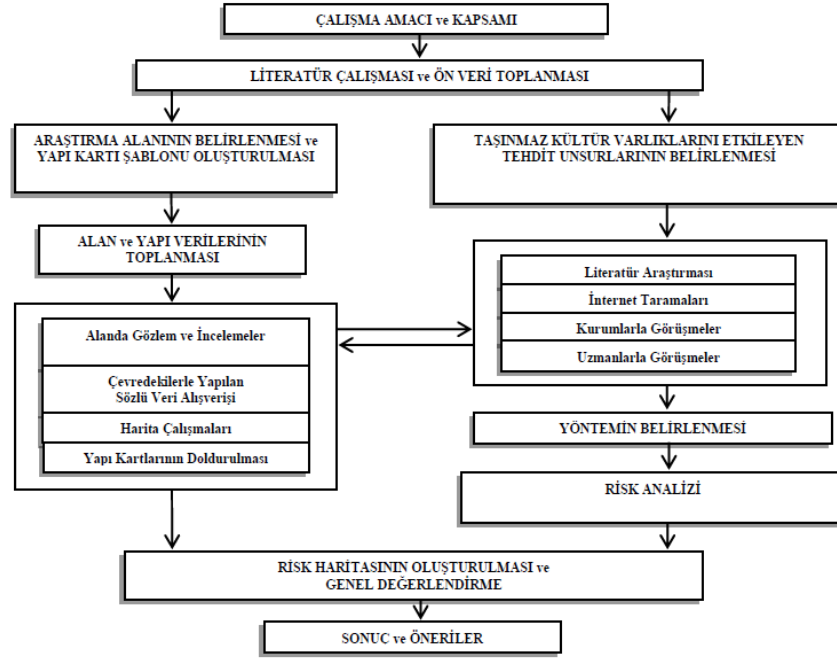 ÇALIŞMA AMACI ve KAPSAMI
LİTERATÜR ÇALIŞMASI ve ÖN VERİ TOPLANMASI
ARAŞTIRMA ALANININ BELİRLENMESİ ve
YAPI KARTI ŞABLONU OLUŞTURULMASI
ALAN ve YAPI VERİLERİNİN
TOPLANMASI
Alanda Gözlem ve İncelemeler
Çevredekilerle Yapılan
Sözlü Veri Alışverişi
Harita Çalışmaları
Yapı Kartlarının Doldurulması
TAŞINMAZ KÜLTÜR VARLIKLARINI ETKİLEYEN
TEHDİT UNSURLARININ BELİRLENMESİ
Literatür Araştırması
İnternet Taramaları
Kurumlarla Görüşmeler
Uzmanlarla Görüşmeler
YÖNTEMİN BELİRLENMESİ
RİSK ANALİZİ
RİSK HARİTASININ OLUŞTURULMASI ve
GENEL DEĞERLENDİRME
SONUC ve ÖNERİLER